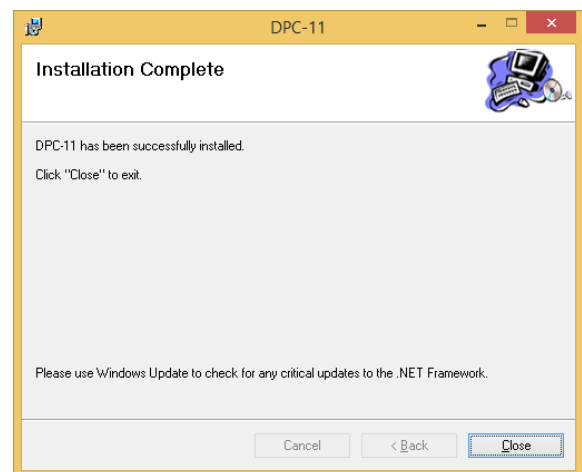 DPC-11
Installation Complete
DPC-11 has been successfully installed.
Click "Close" to exit.
Please use Windows Update to check for any critical updates to the .NET Framework.
Cancel
< Back
Close